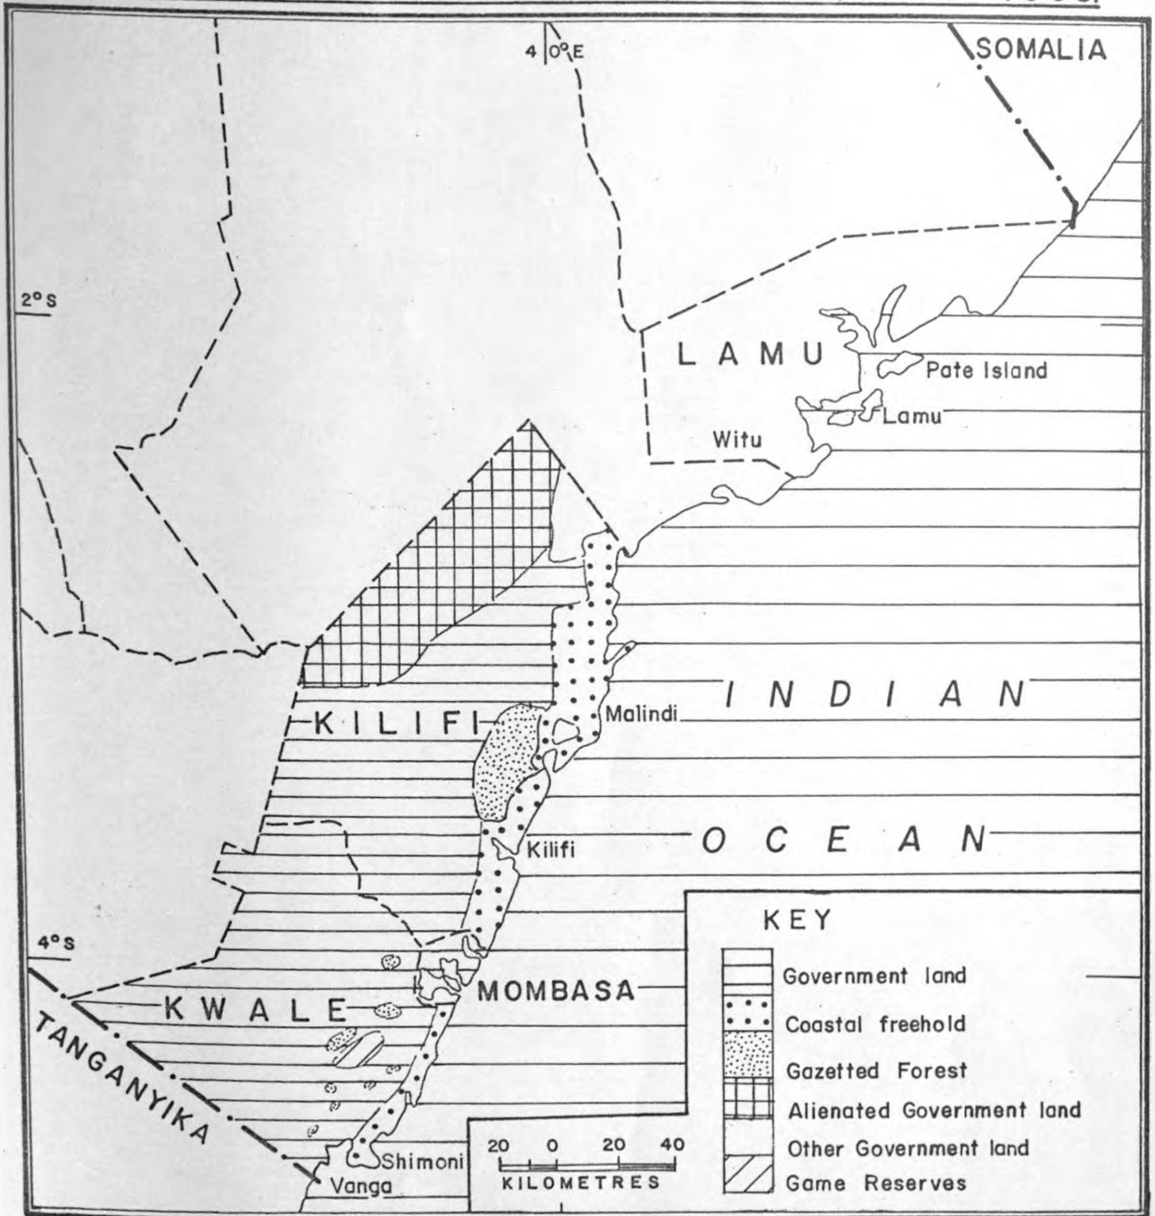 4 0° E
SOMALIA
2° S
LAMU
Pate Island
Lamu
Witu
INDIAN
KILIFI
Malindi
OCEAN
Kilifi
KEY
4° S
Government land
MOMBASA
KWALE
Coastal freehold
TANGANYIKA
Gazetted Forest
Alienated Government land
20 0 20 40
Other Government land
Shimoni
KILOMETRES
Vanga
Game Reserves